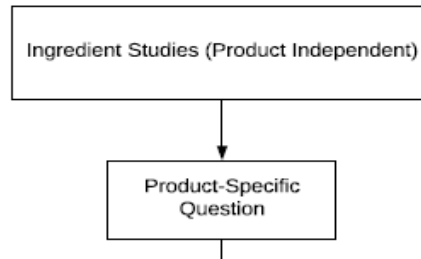 Ingredient Studies (Product Independent)
Product-Specific
Question